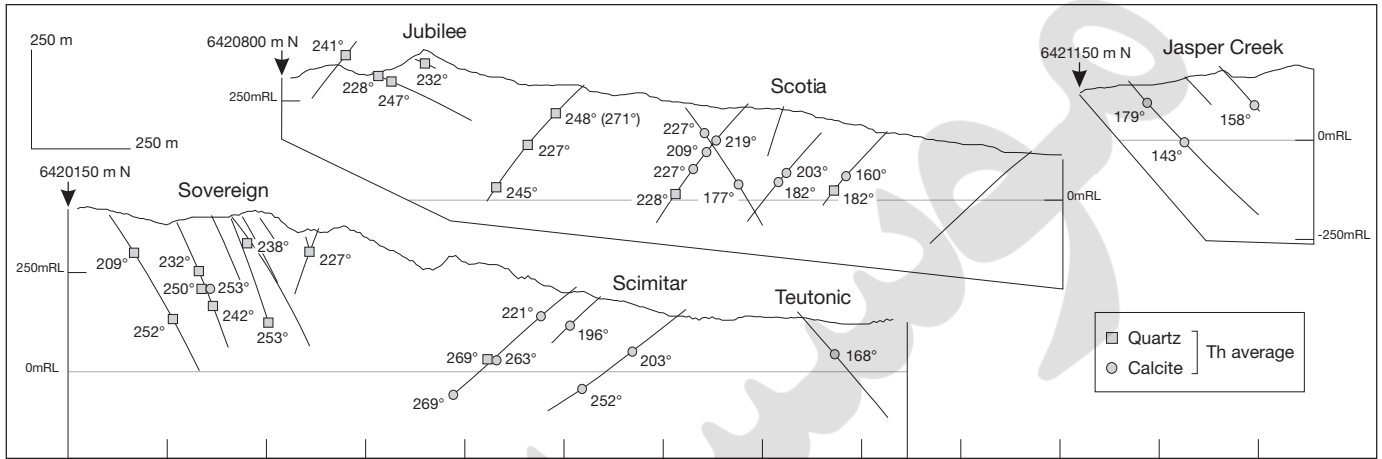 250 m
250 m
6420800 m N
Jubilee
241°
228°
247°
232°
250mRL
Scotia
248° (271°)
227°
245°
227°
219°
209°
227°
228°
177°
203°
182°
160°
182°
0mRL
6421150 m N
Jasper Creek
179°
158°
143°
0mRL
-250mRL
6420150 m N
Sovereign
209°
252°
232°
250°
253°
242°
238°
253°
227°
250mRL
0mRL
Scimitar
221°
196°
269°
263°
269°
203°
252°
Teutonic
168°
Quartz
Calcite
Th average